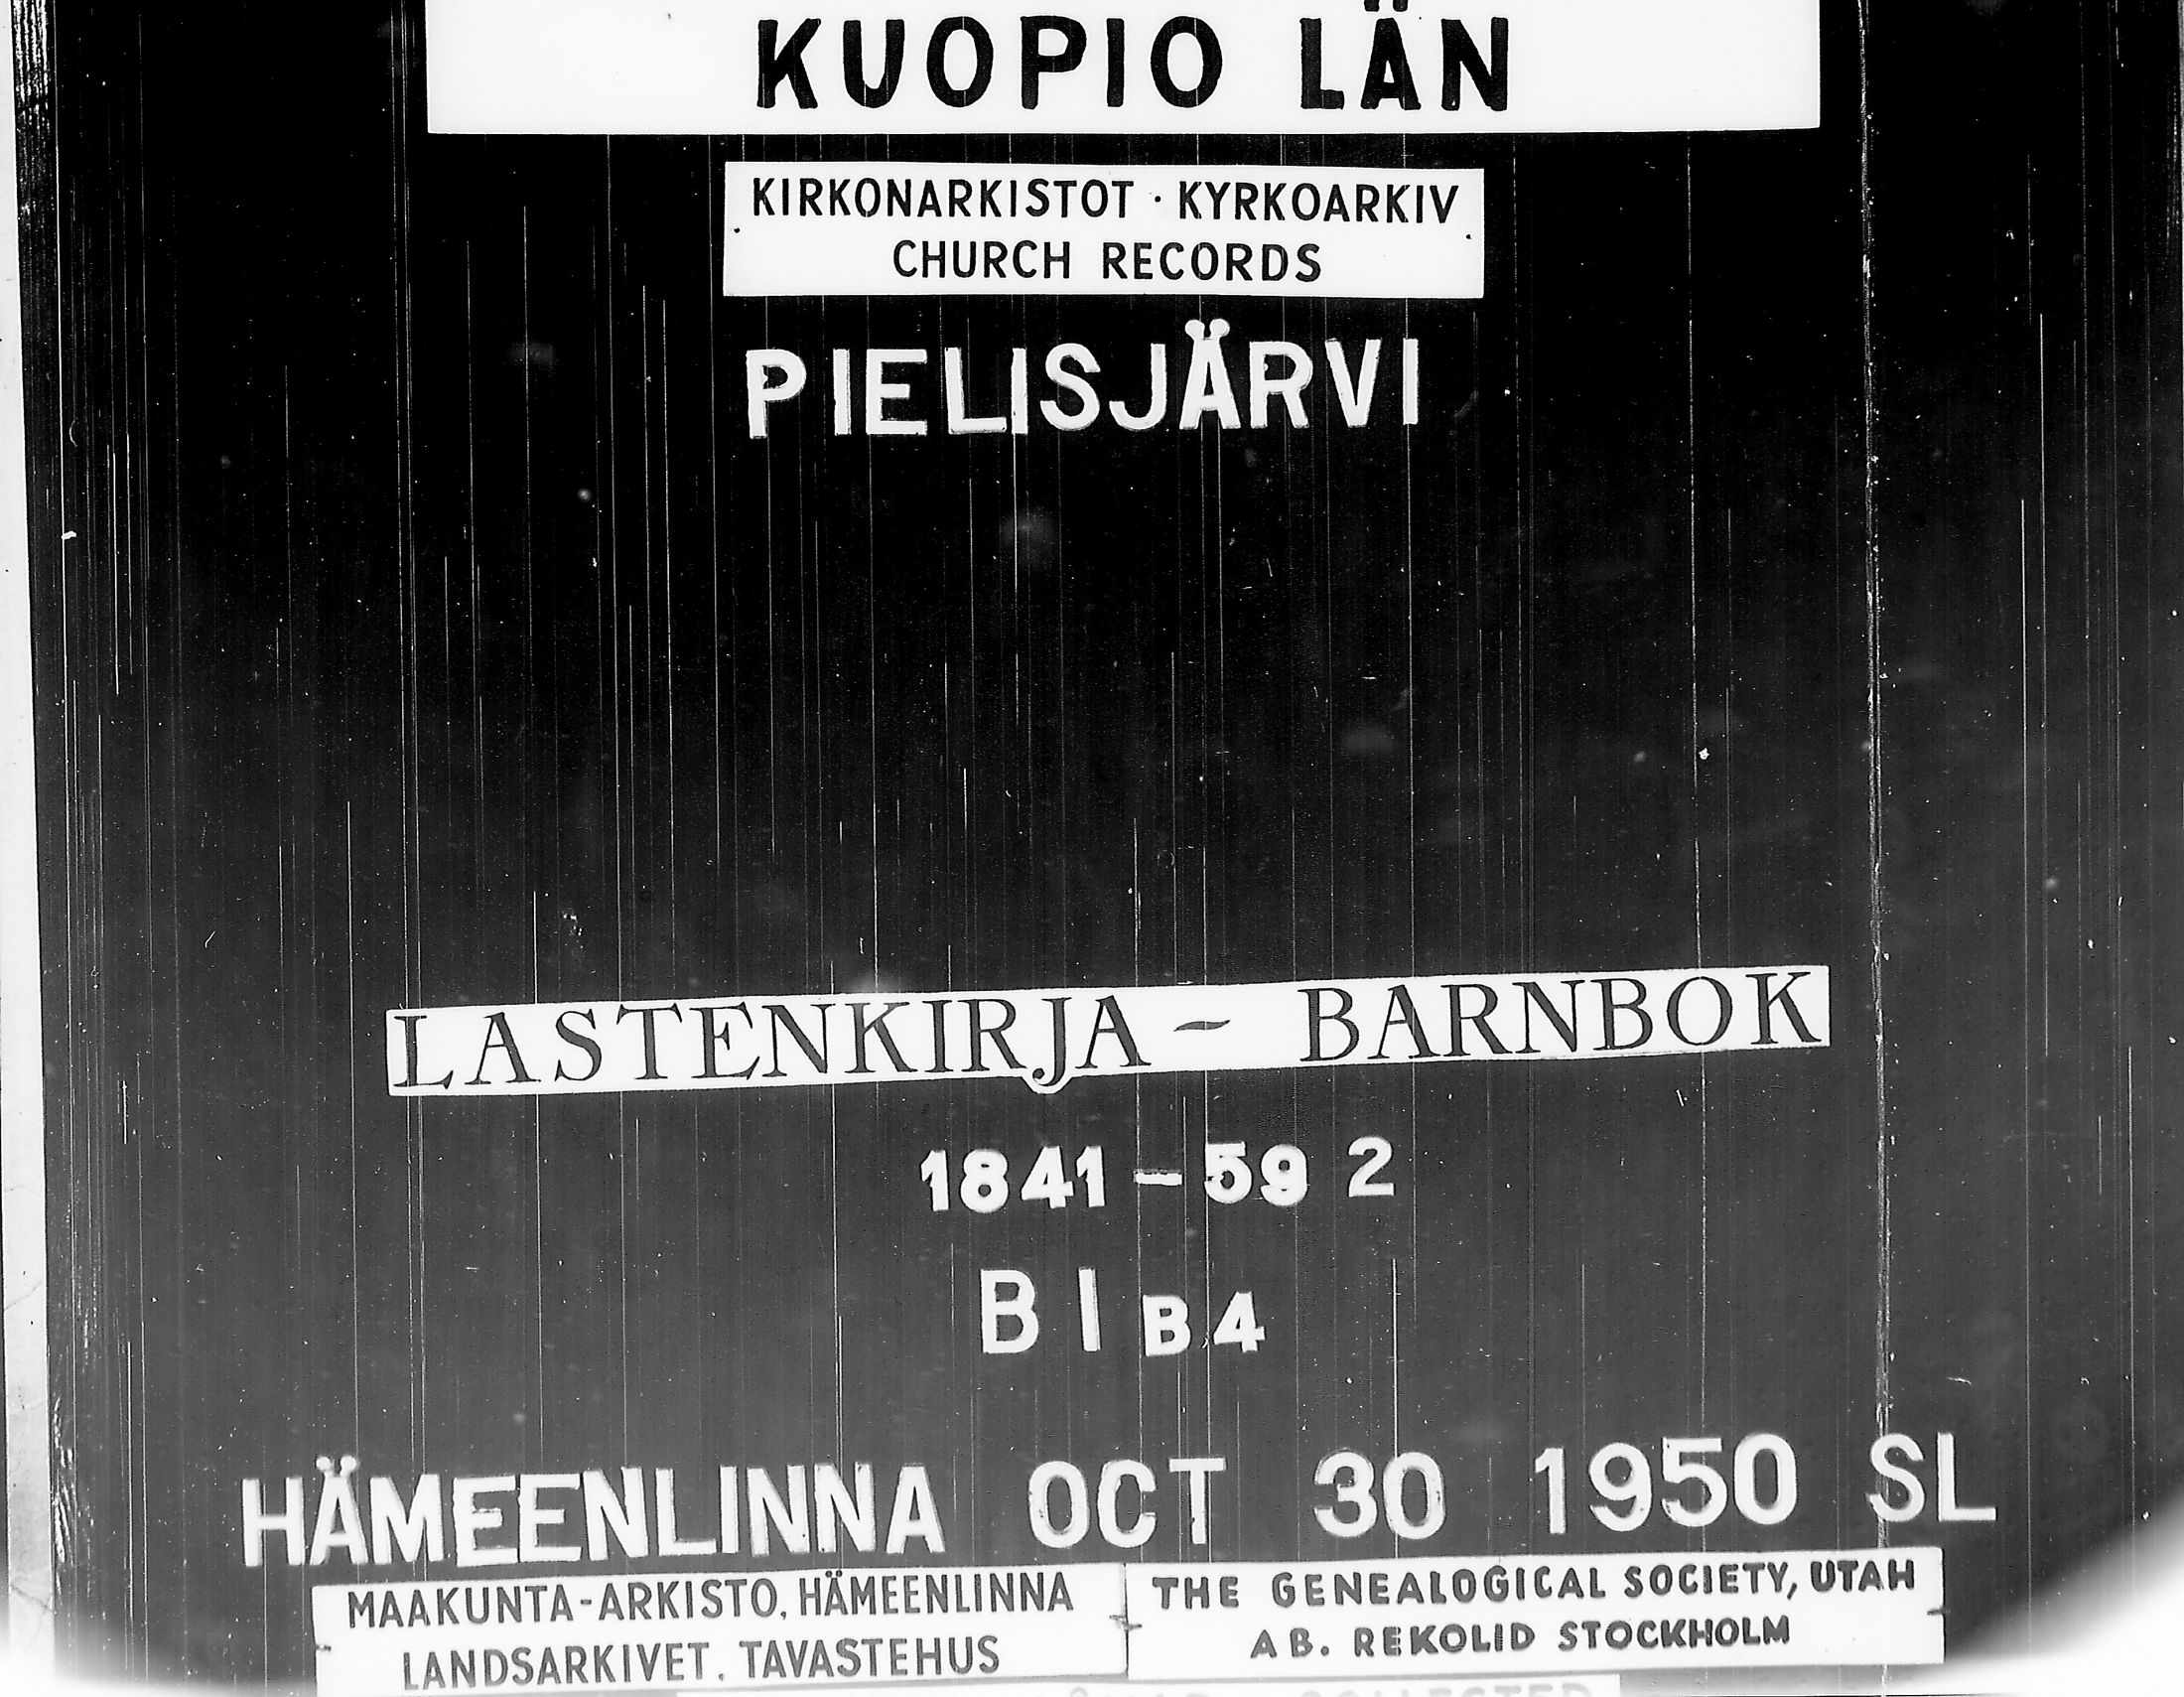 KUOPIO LÄN
KIRKONARKISTOT · KYRKOARKIV
CHURCH RECORDS
PIELISJÄRVI
LASTENKIRJA - BARNBOK
1841-59 2
B I B4
HÄMEENLINNA OCT 30 1950 SL
MAAKUNTA-ARKISTO, HÄMEENLINNA
LANDSARKIVET, TAVASTEHUS
THE GENEALOGICAL SOCIETY, UTAH
AB. REKOLID STOCKHOLM